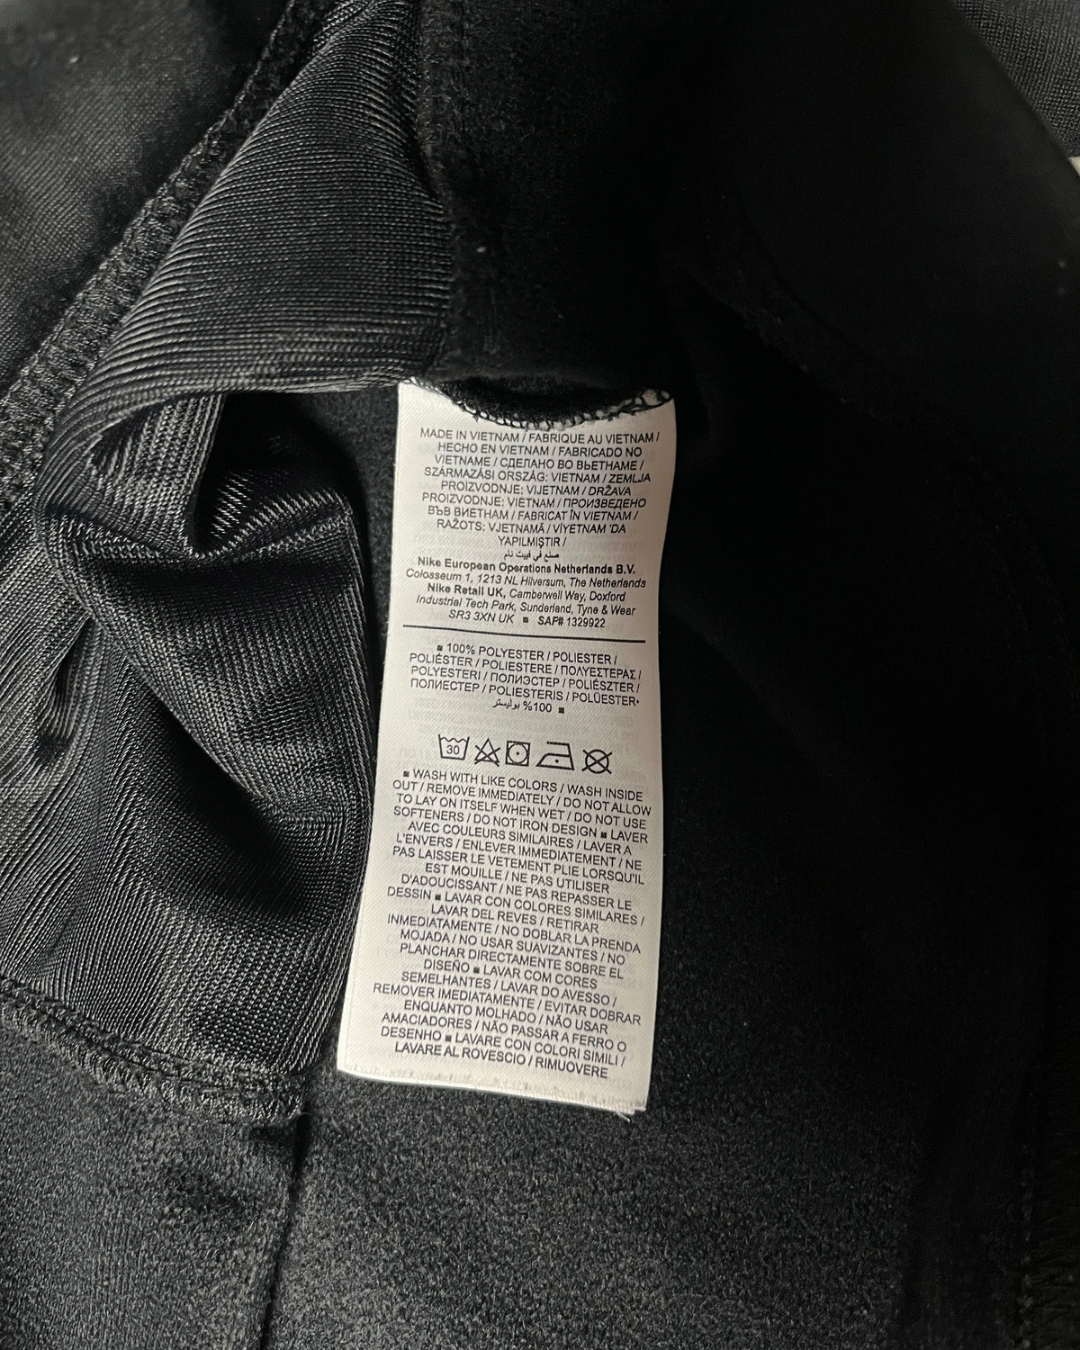 MADE IN VIETNAM / FABRIQUE AU VIETNAM /
HECHO EN VIETNAM / FABRICADO NO
VIETNAME / СДЕЛАНО ВО ВЬЕТНАМЕ /
SZÁRMAZÁSI ORSZÁG: VIETNAM / ZEMLJA
PROIZVODNJE: VIJETNAM / DRŽAVA
PROIZVODNJE: VIETNAM / ПРОИЗВЕДЕНО
ВЪВ ВИЕТНАМ / FABRICAT ÎN VIETNAM /
RAŽOTS: VJETNAMĀ / VİYETNAM 'DA
YAPILMIŞTIR /
صنع في فييت نام
Nike European Operations Netherlands B.V.
Colosseum 1, 1213 NL Hilversum, The Netherlands
Nike Retail UK, Camberwell Way, Doxford
Industrial Tech Park, Sunderland, Tyne & Wear
SR3 3XN UK ■ SAP# 1329922
■ 100% POLYESTER / POLIESTER /
POLIÉSTER / POLIESTERE / ΠΟΛΥΕΣΤΕΡΑΣ /
POLYESTERI / ПОЛИЭСТЕР / POLIÉSZTER /
ПОЛИЕСТЕР / POLIESTERIS / POLÜESTER•
%100 بوليستر ■
30
■ WASH WITH LIKE COLORS / WASH INSIDE
OUT / REMOVE IMMEDIATELY / DO NOT ALLOW
TO LAY ON ITSELF WHEN WET / DO NOT USE
SOFTENERS / DO NOT IRON DESIGN ■ LAVER
AVEC COULEURS SIMILAIRES / LAVER A
L'ENVERS / ENLEVER IMMEDIATEMENT / NE
PAS LAISSER LE VETEMENT PLIE LORSQU'IL
EST MOUILLE / NE PAS UTILISER
D'ADOUCISSANT / NE PAS REPASSER LE
DESSIN ■ LAVAR CON COLORES SIMILARES /
LAVAR DEL REVES / RETIRAR
INMEDIATAMENTE / NO DOBLAR LA PRENDA
MOJADA / NO USAR SUAVIZANTES / NO
PLANCHAR DIRECTAMENTE SOBRE EL
DISEÑO ■ LAVAR COM CORES
SEMELHANTES / LAVAR DO AVESSO /
REMOVER IMEDIATAMENTE / EVITAR DOBRAR
ENQUANTO MOLHADO / NÃO USAR
AMACIADORES / NÃO PASSAR A FERRO O
DESENHO ■ LAVARE CON COLORI SIMILI /
LAVARE AL ROVESCIO / RIMUOVERE